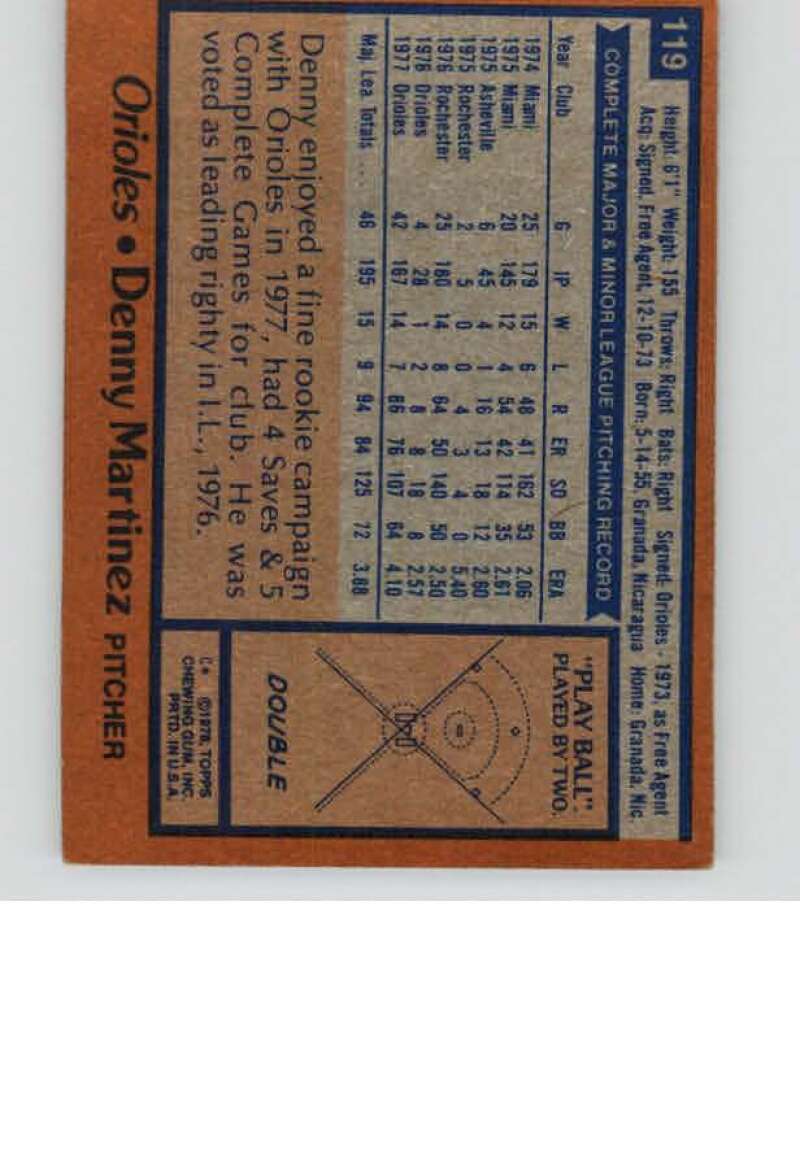 119
Height: 6'1" Weight: 155 Throws: Right Bats: Right Signed: Orioles - 1973, as Free Agent
Acq: Signed, Free Agent, 12-10-73 Born: 5-14-55, Granada, Nicaragua Home: Granada, Nic.
COMPLETE MAJOR & MINOR LEAGUE PITCHING RECORD
Year Club G IP W L R ER SO BB ERA
1974 Miami 25 179 15 6 48 41 162 53 2.06
1975 Miami 20 145 12 4 54 42 114 35 2.61
1975 Asheville 6 45 4 1 16 13 18 12 2.60
1975 Rochester 2 5 0 0 4 3 4 0 5.40
1976 Rochester 25 180 14 8 64 50 140 50 2.50
1976 Orioles 4 28 1 2 8 8 18 8 2.57
1977 Orioles 42 167 14 7 86 76 107 64 4.10
Maj. Lea. Totals ... 46 195 15 9 94 84 125 72 3.88
Denny enjoyed a fine rookie campaign
with Orioles in 1977, had 4 Saves & 5
Complete Games for club. He was
voted as leading righty in I.L., 1976.
"PLAY BALL"
PLAYED BY TWO.
DOUBLE
C* ©1978, TOPPS
CHEWING GUM, INC.
PRTD. IN U.S.A.
Orioles • Denny Martinez PITCHER